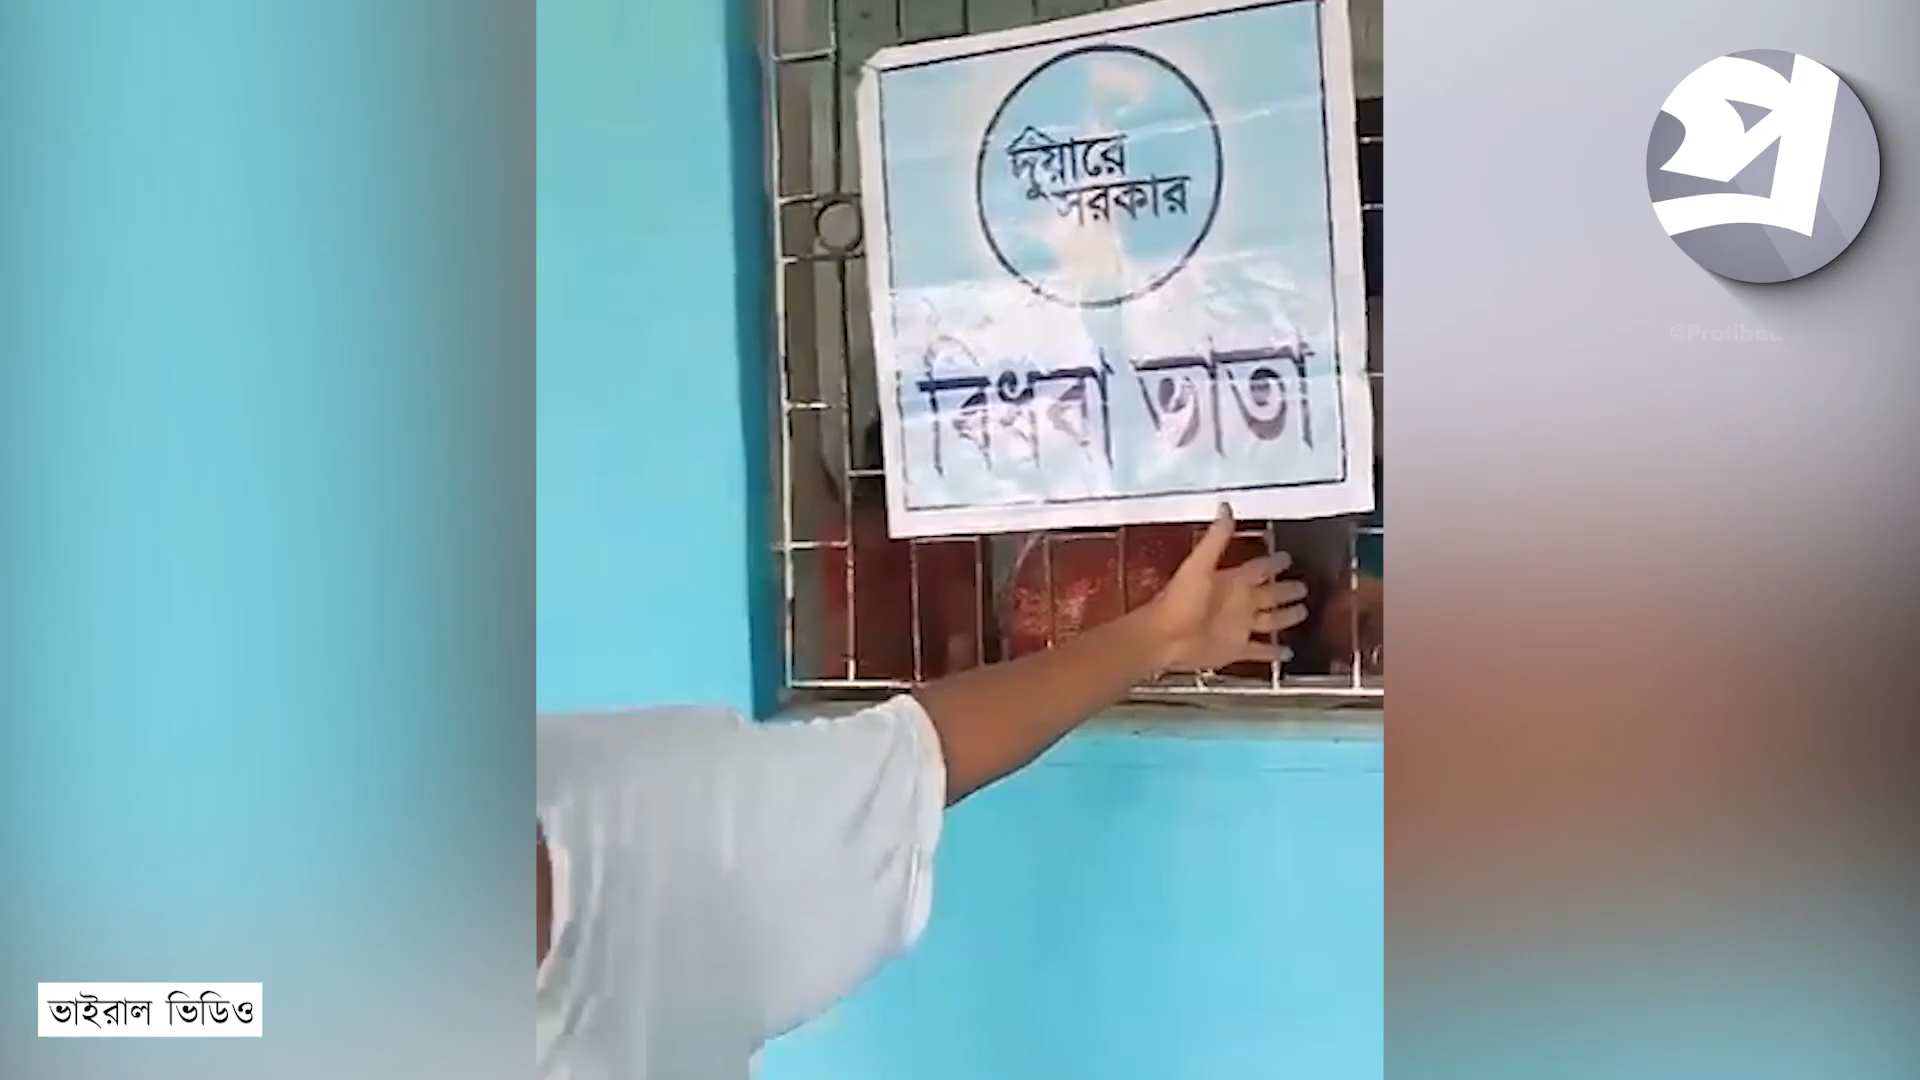 দুয়ারে
সরকার
বিধবা ভাতা
প
ভাইরাল ভিডিও